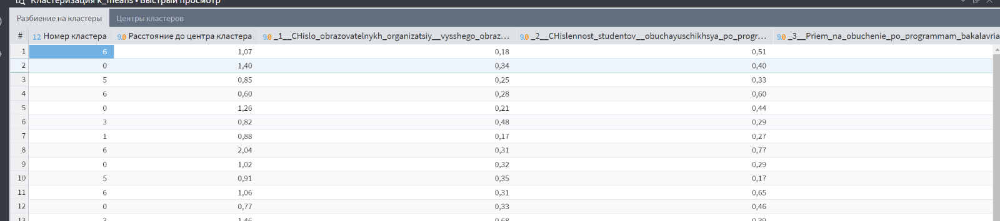 Кластеризация k_means • Быстрый просмотр
Разбиение на кластеры Центры кластеров
# 12 Номер кластера 9.0 Расстояние до центра кластера 9.0 _1__CHislo_obrazovatelnykh_organizatsiy__vysshego_obraz... 9.0 _2__CHislennost_studentov__obuchayuschikhsya_po_progr... 9.0 _3__Priem_na_obuchenie_po_programmam_bakalavria
1 6 1,07 0,18 0,51
2 0 1,40 0,34 0,40
3 5 0,85 0,25 0,33
4 6 0,60 0,28 0,60
5 0 1,26 0,21 0,44
6 3 0,82 0,48 0,29
7 1 0,88 0,17 0,27
8 6 2,04 0,31 0,77
9 0 1,02 0,32 0,29
10 5 0,91 0,35 0,17
11 6 1,06 0,31 0,65
12 0 0,77 0,33 0,46
13 3 1,46 0,68 0,39